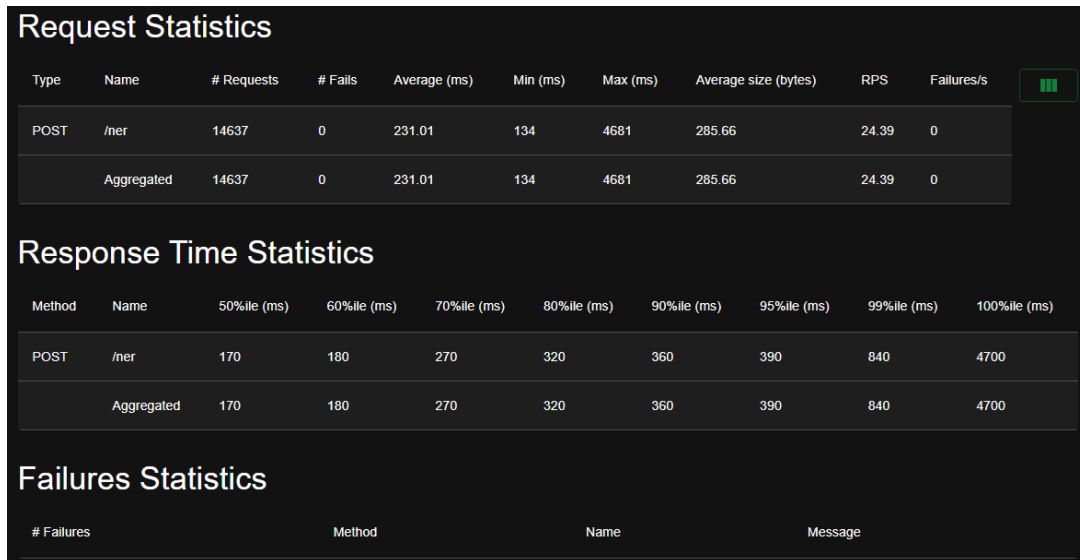 Request Statistics
Type Name # Requests # Fails Average (ms) Min (ms) Max (ms) Average size (bytes) RPS Failures/s
POST /ner 14637 0 231.01 134 4681 285.66 24.39 0
Aggregated 14637 0 231.01 134 4681 285.66 24.39 0
Response Time Statistics
Method Name 50%ile (ms) 60%ile (ms) 70%ile (ms) 80%ile (ms) 90%ile (ms) 95%ile (ms) 99%ile (ms) 100%ile (ms)
POST /ner 170 180 270 320 360 390 840 4700
Aggregated 170 180 270 320 360 390 840 4700
Failures Statistics
# Failures Method Name Message